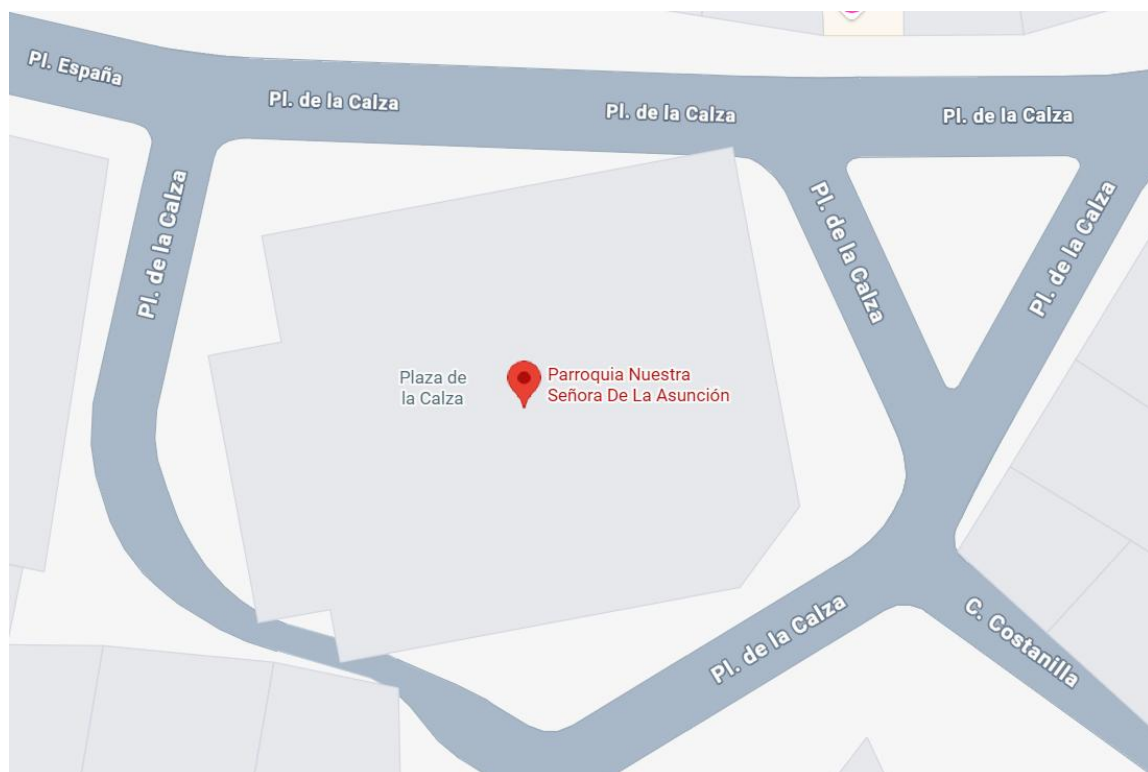 Pl. España
Pl. de la Calza
Pl. de la Calza
Pl. de la Calza
Pl. de la Calza
Pl. de la Calza
Pl. de la Calza
Plaza de
la Calza
Parroquia Nuestra
Señora De La Asunción
Pl. de la Calza
C. Costanilla